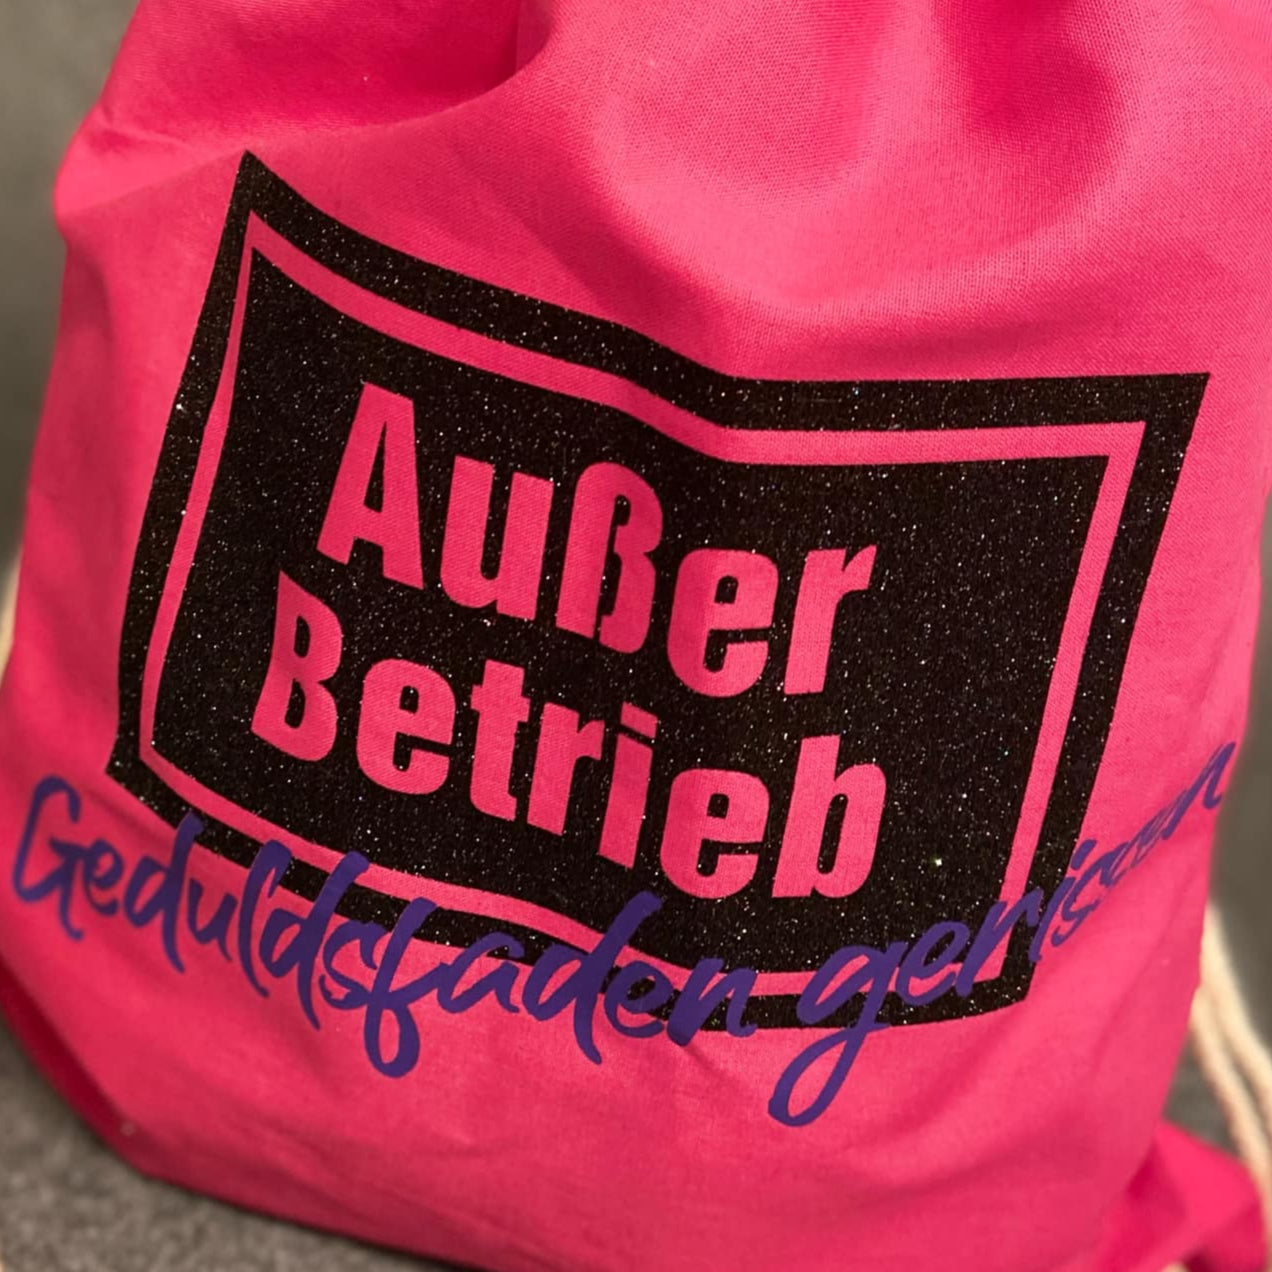 Außer
Betrieb
Geduldsfaden gerissen